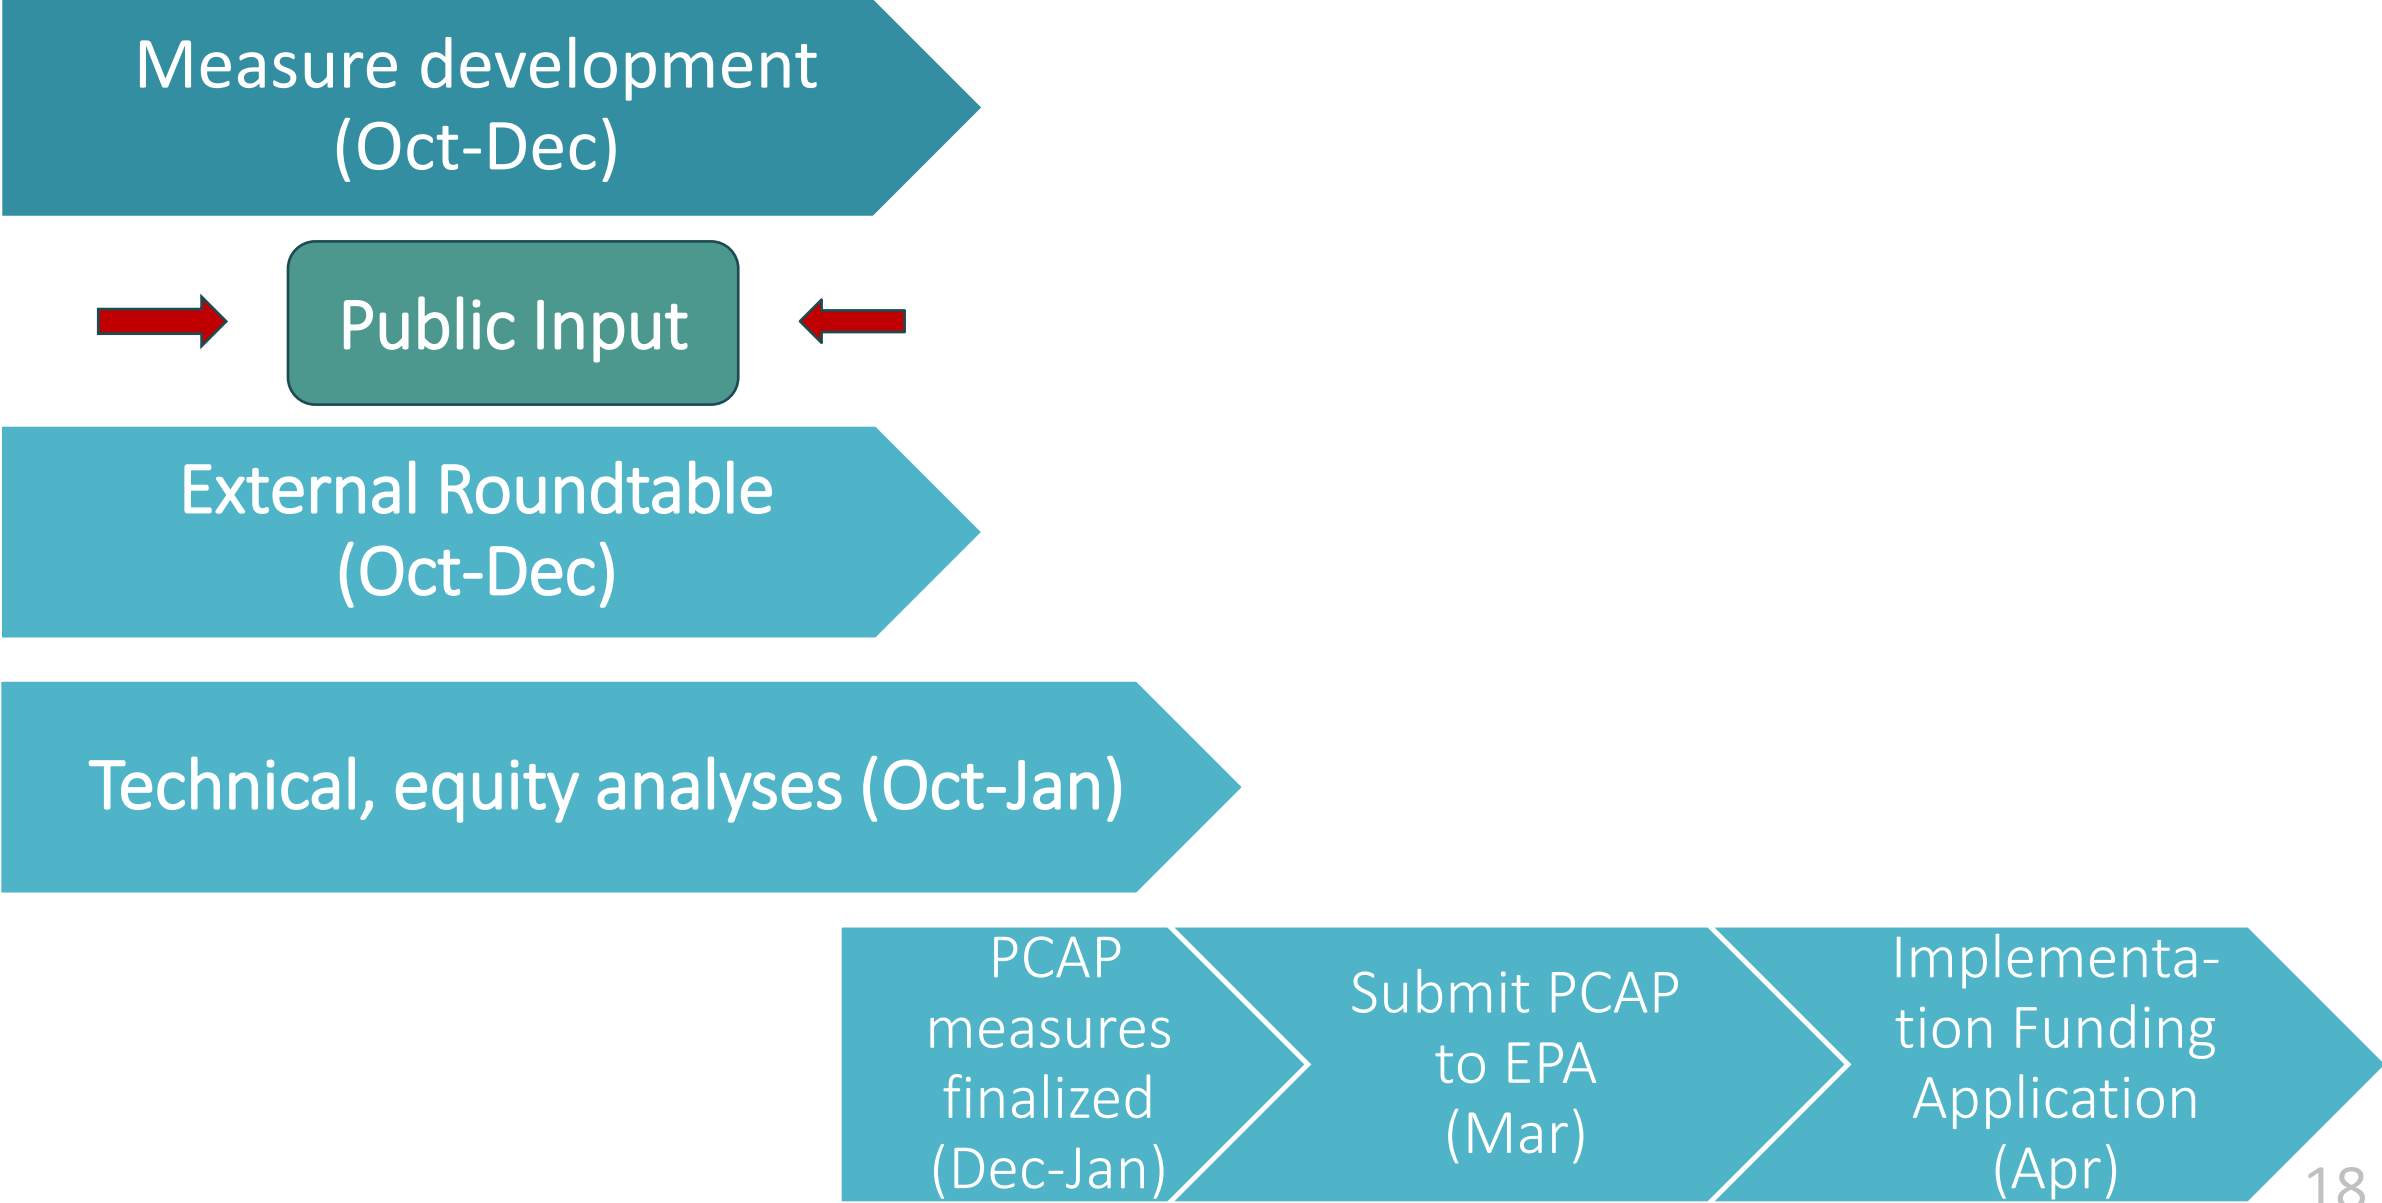 Measure development
(Oct-Dec)
Public Input
External Roundtable
(Oct-Dec)
Technical, equity analyses (Oct-Jan)
PCAP
measures
finalized
(Dec-Jan)
Submit PCAP
to EPA
(Mar)
Implementa-
tion Funding
Application
(Apr)
18